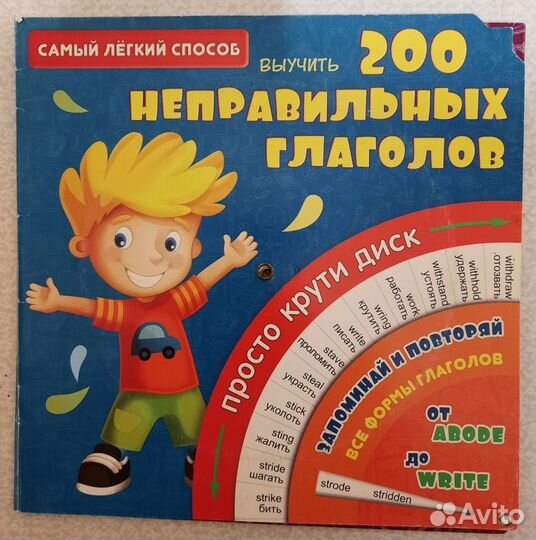 САМЫЙ ЛЁГКИЙ СПОСОБ
ВЫУЧИТЬ 200
НЕПРАВИЛЬНЫХ
ГЛАГОЛОВ
просто крути диск
withdraw
отозвать.
withhold
удержать
withstand
устоять
work
работать
wring
крутить
write
писать
stave
проломить
steal
украсть
stick
уколоть
sting
жалить
stride
шагать
strike
бить
ЗАПОМИНАЙ И ПОВТОРЯЙ
ВСЕ ФОРМЫ ГЛАГОЛОВ
ОТ
ABODE
ДО
WRITE
strode stridden
Avito